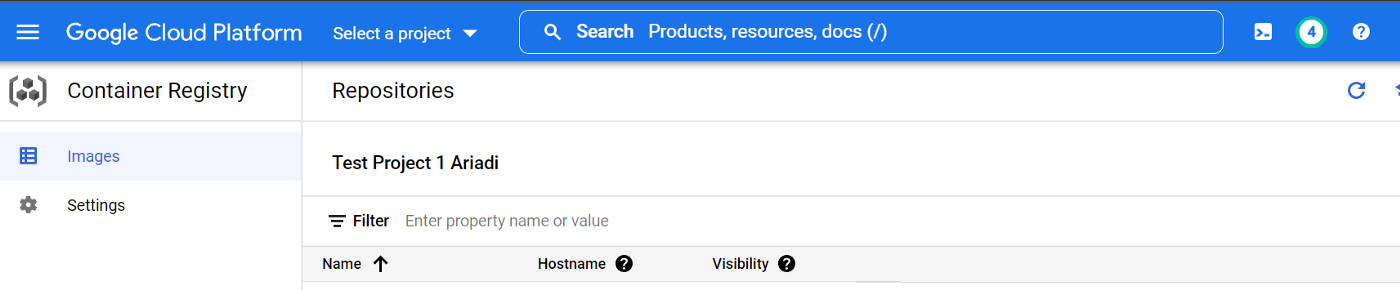 Google Cloud Platform Select a project Search Products, resources, docs (/) 4 ?
Container Registry
Repositories
Images
Test Project 1 Ariadi
Settings
Filter Enter property name or value
Name Hostname ? Visibility ?